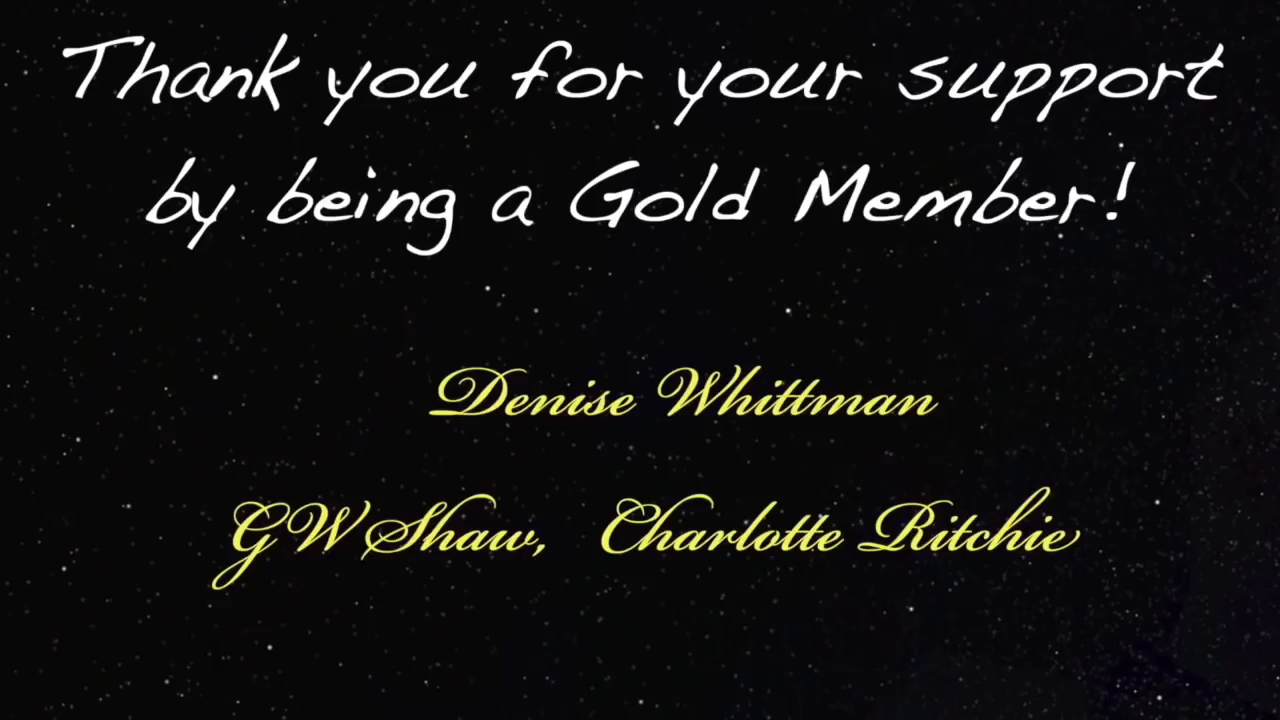 Thank you for your support
by being a Gold Member!
Denise Whittman
GW Shaw, Charlotte Ritchie